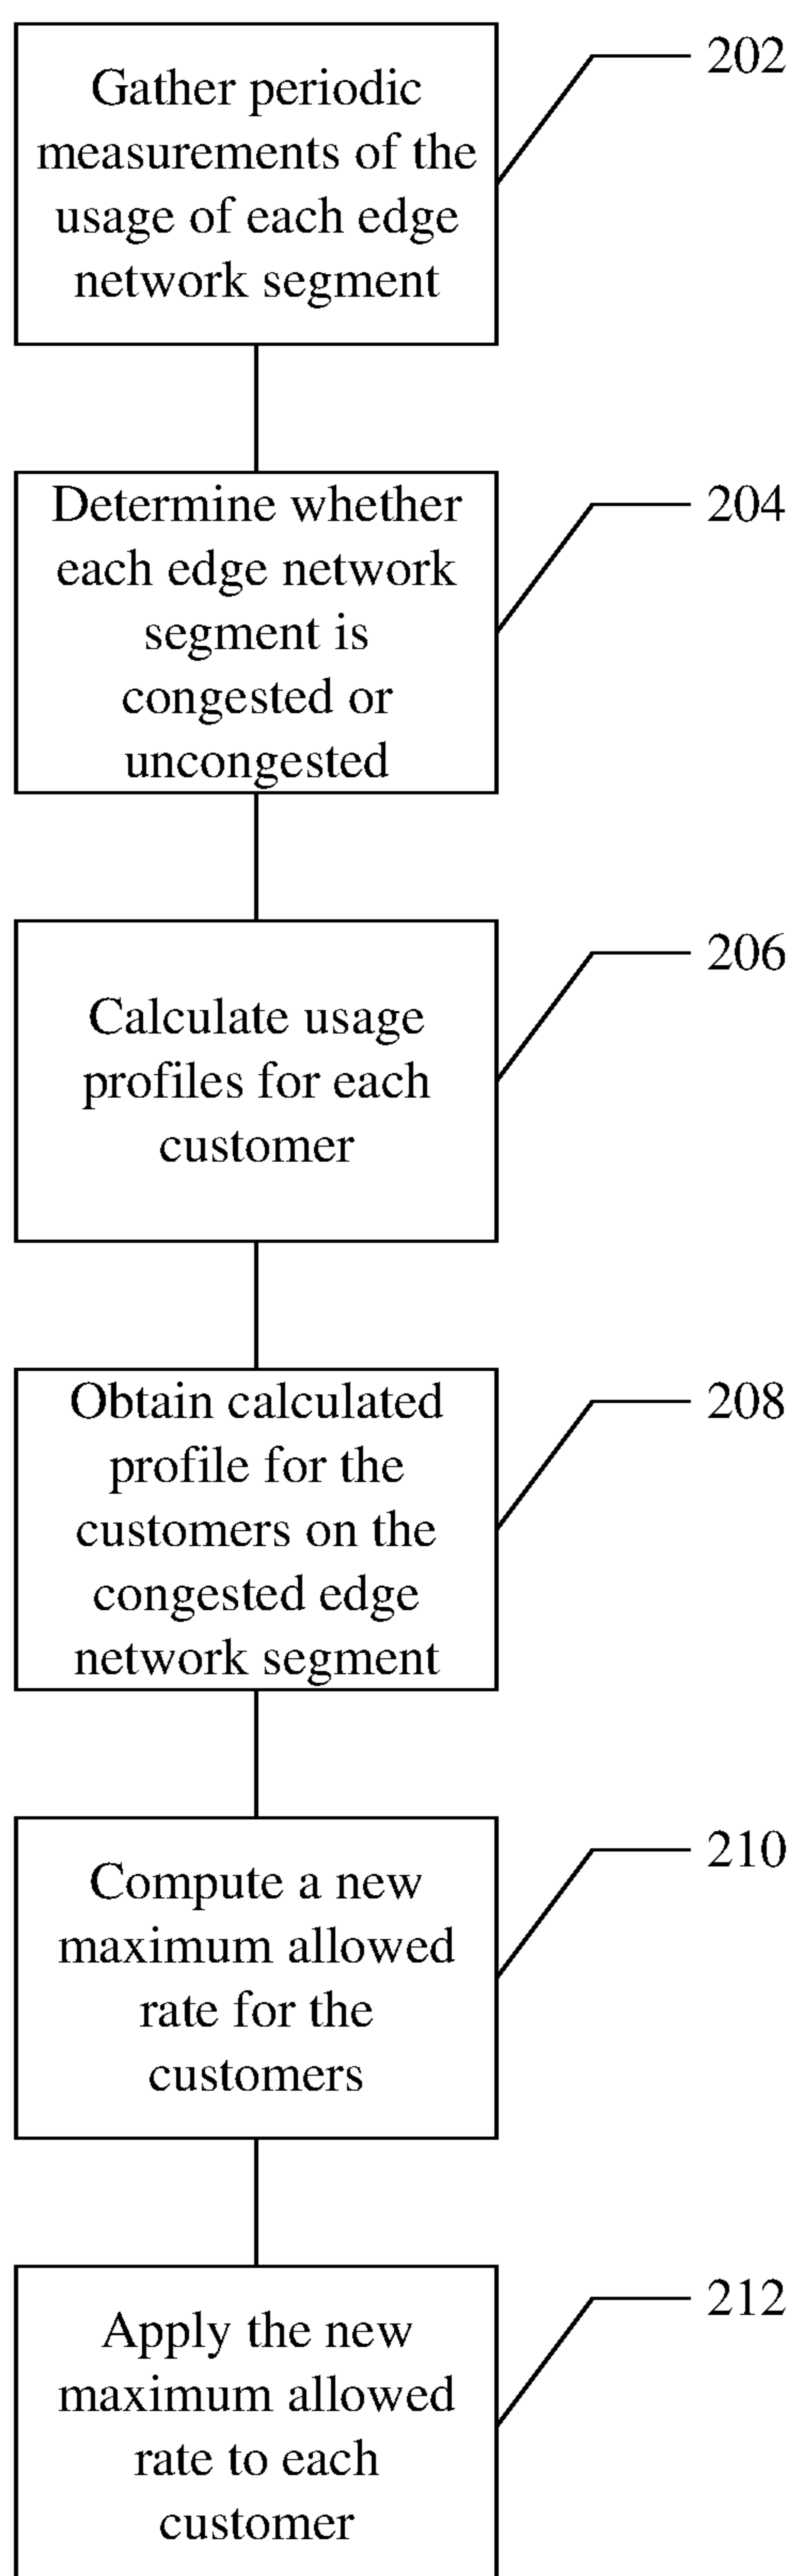 Gather periodic
measurements of the
usage of each edge
network segment
202
Determine whether
each edge network
segment is
congested or
uncongested
204
Calculate usage
profiles for each
customer
206
Obtain calculated
profile for the
customers on the
congested edge
network segment
208
Compute a new
maximum allowed
rate for the
customers
210
Apply the new
maximum allowed
rate to each
customer
212